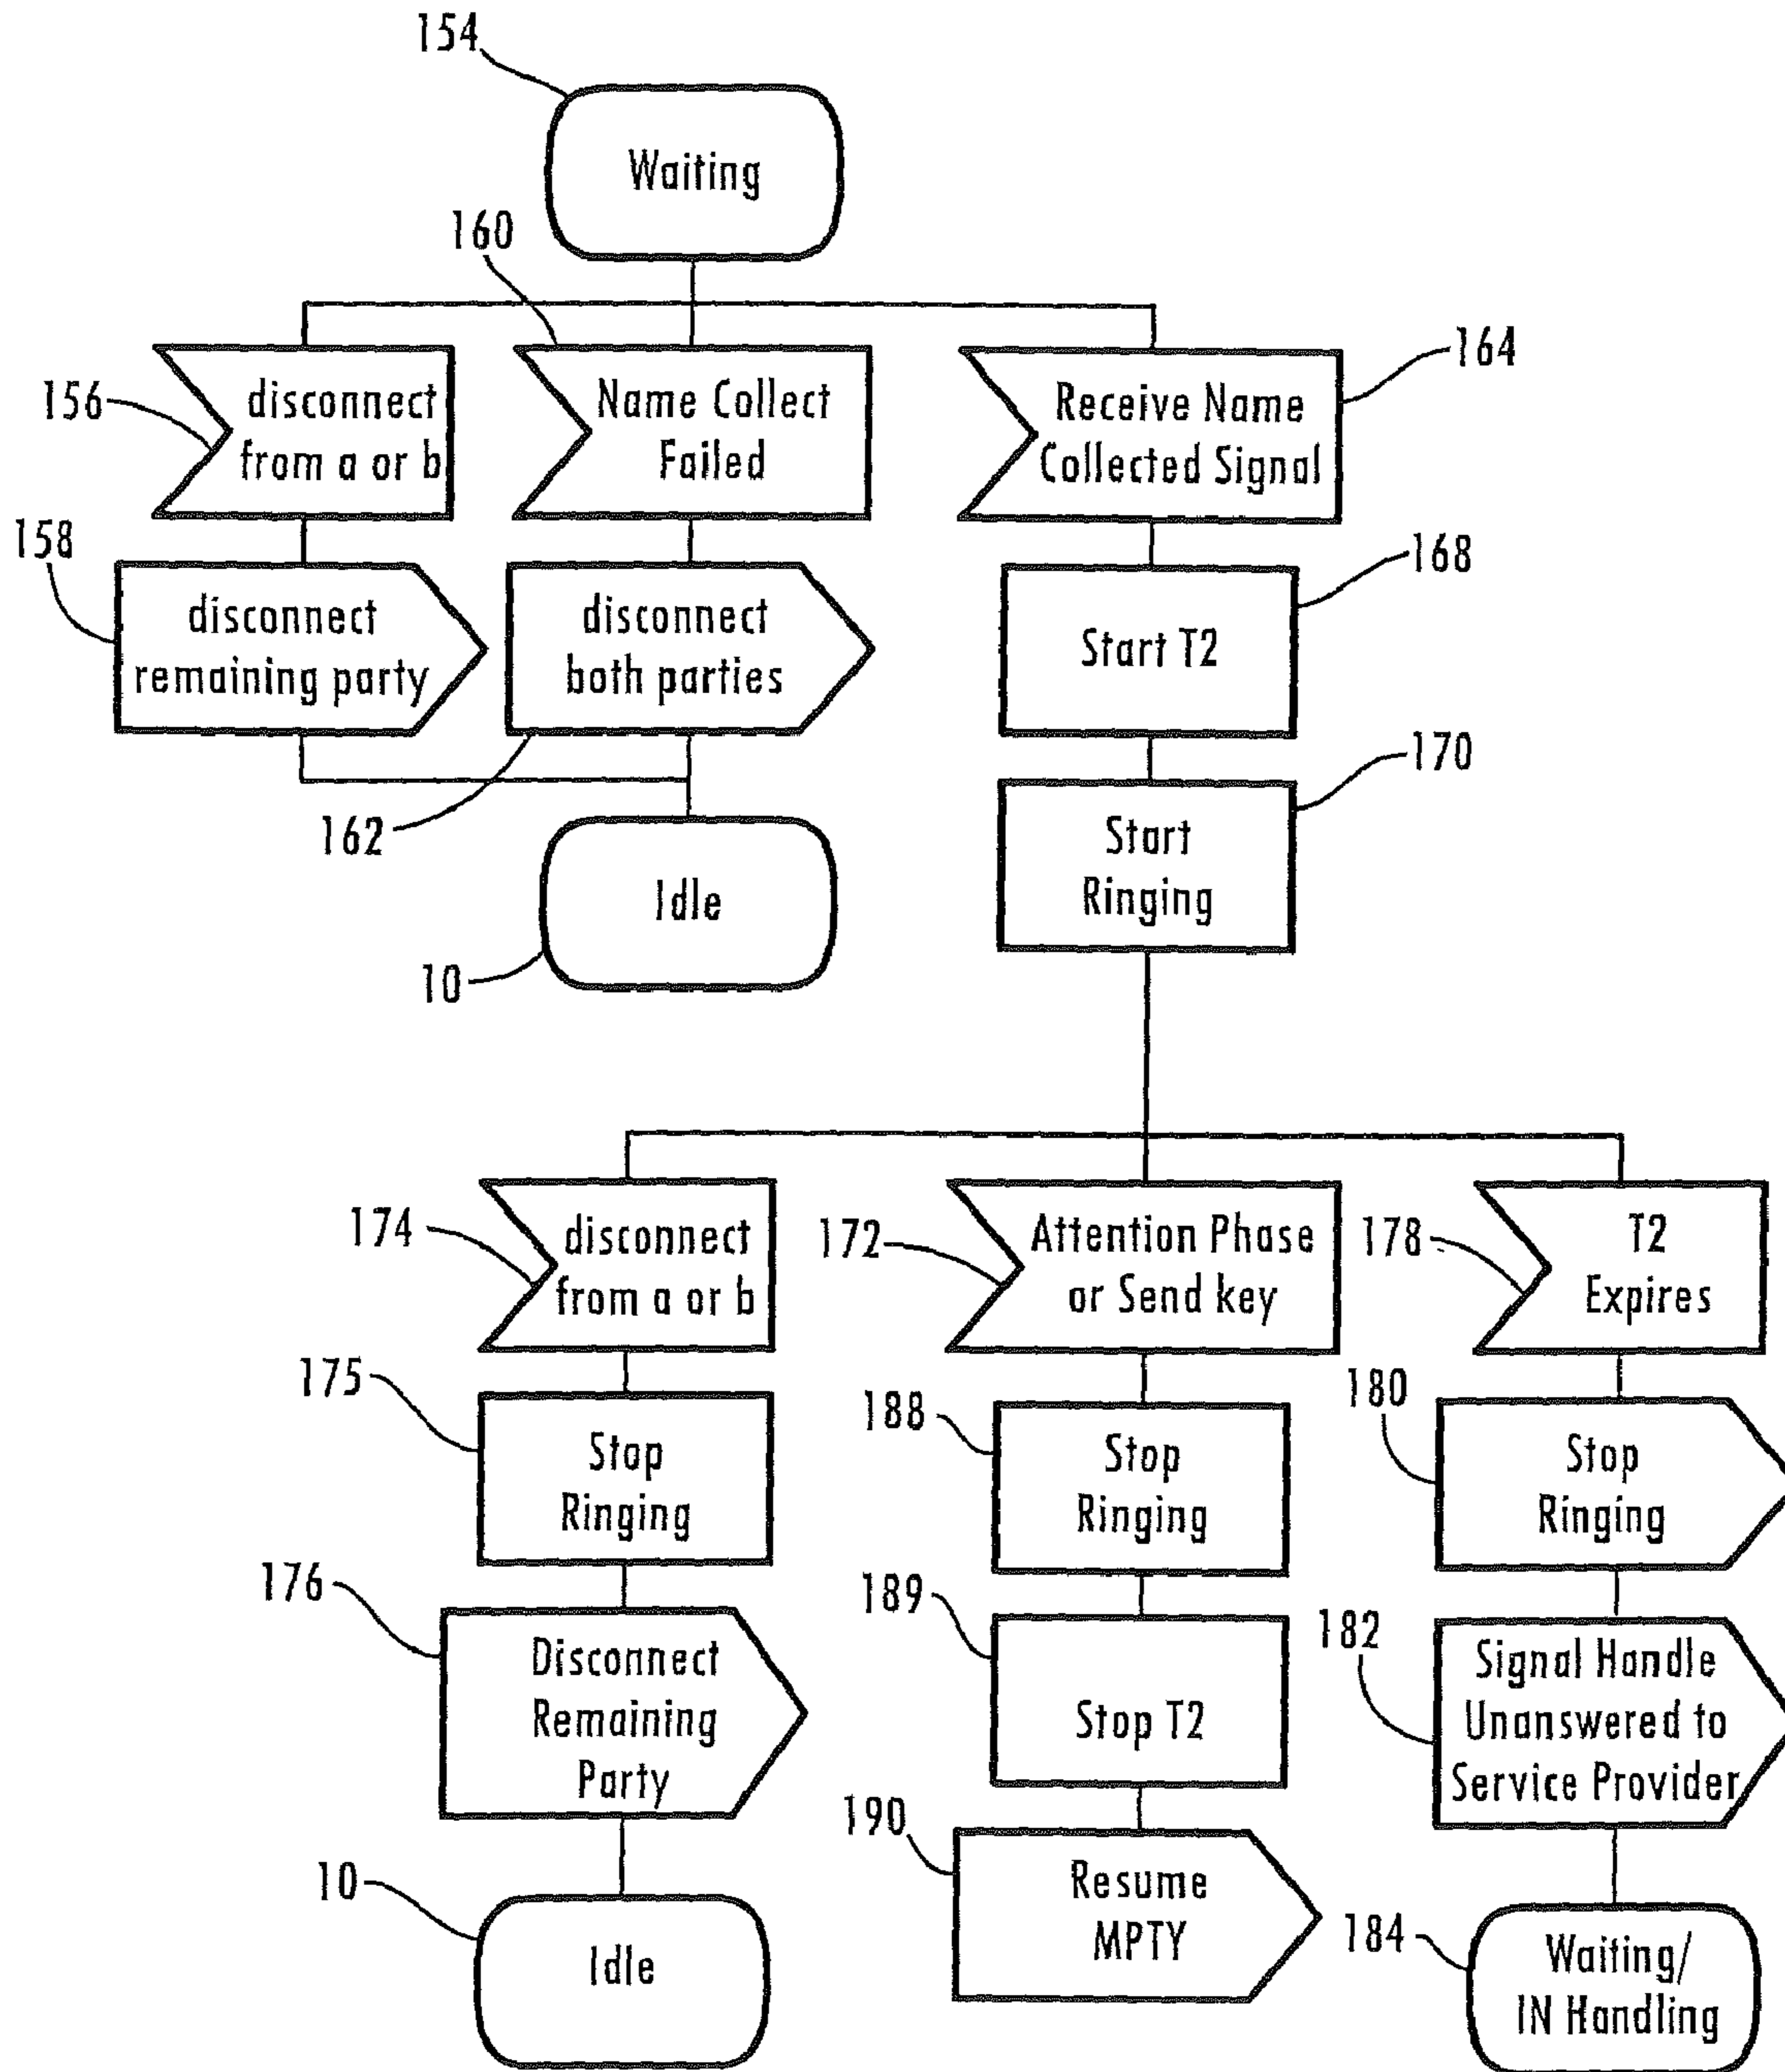 154
Waiting
160
156
disconnect
from a or b
Name Collect
Failed
Receive Name
Collected Signal
164
158
disconnect
remaining party
disconnect
both parties
162
168
Start T2
170
Start
Ringing
Idle
10
174
disconnect
from a or b
172
Attention Phase
or Send key
178
T2
Expires
175
Stop
Ringing
188
Stop
Ringing
180
Stop
Ringing
176
Disconnect
Remaining
Party
189
Stop T2
182
Signal Handle
Unanswered to
Service Provider
10
Idle
190
Resume
MPTY
184
Waiting/
IN Handling